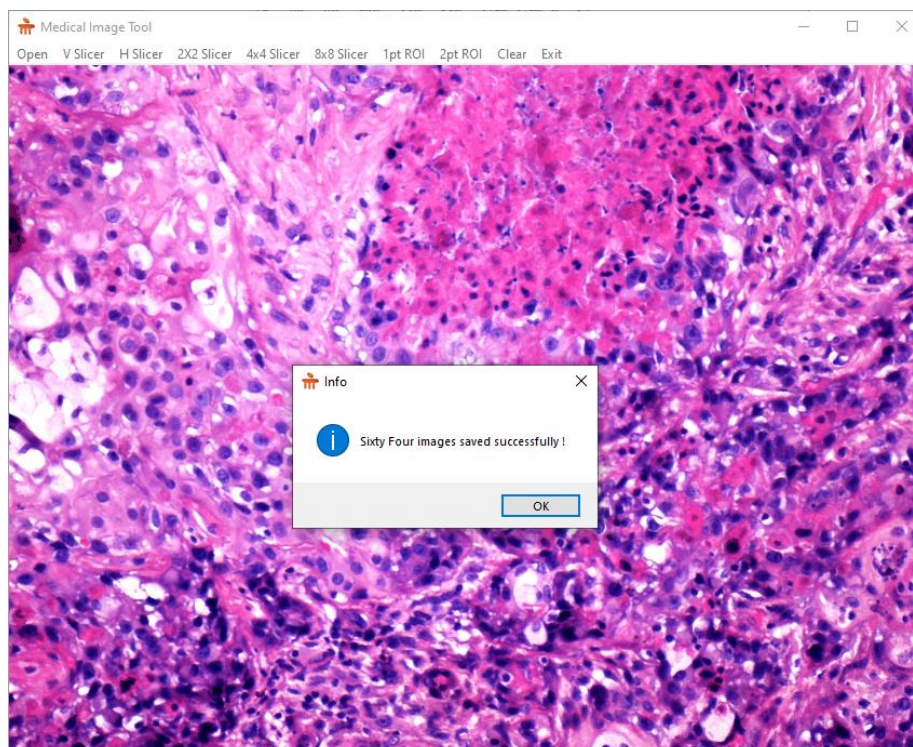 Medical Image Tool
Open V Slicer H Slicer 2X2 Slicer 4x4 Slicer 8x8 Slicer 1pt ROI 2pt ROI Clear Exit
Info
Sixty Four images saved successfully !
OK